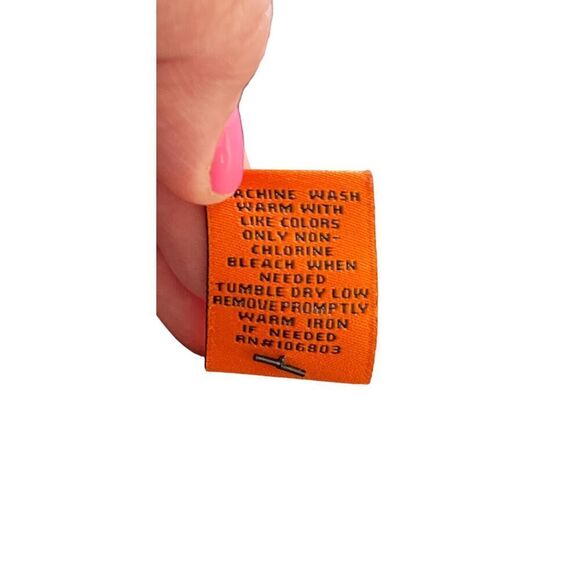 ACHINE WASH
WARM WITH
LIKE COLORS
ONLY NON-
CHLORINE
BLEACH WHEN
NEEDED
TUMBLE DRY LOW
REMOVE PROMPTLY
WARM IRON
IF NEEDED
RN#106803